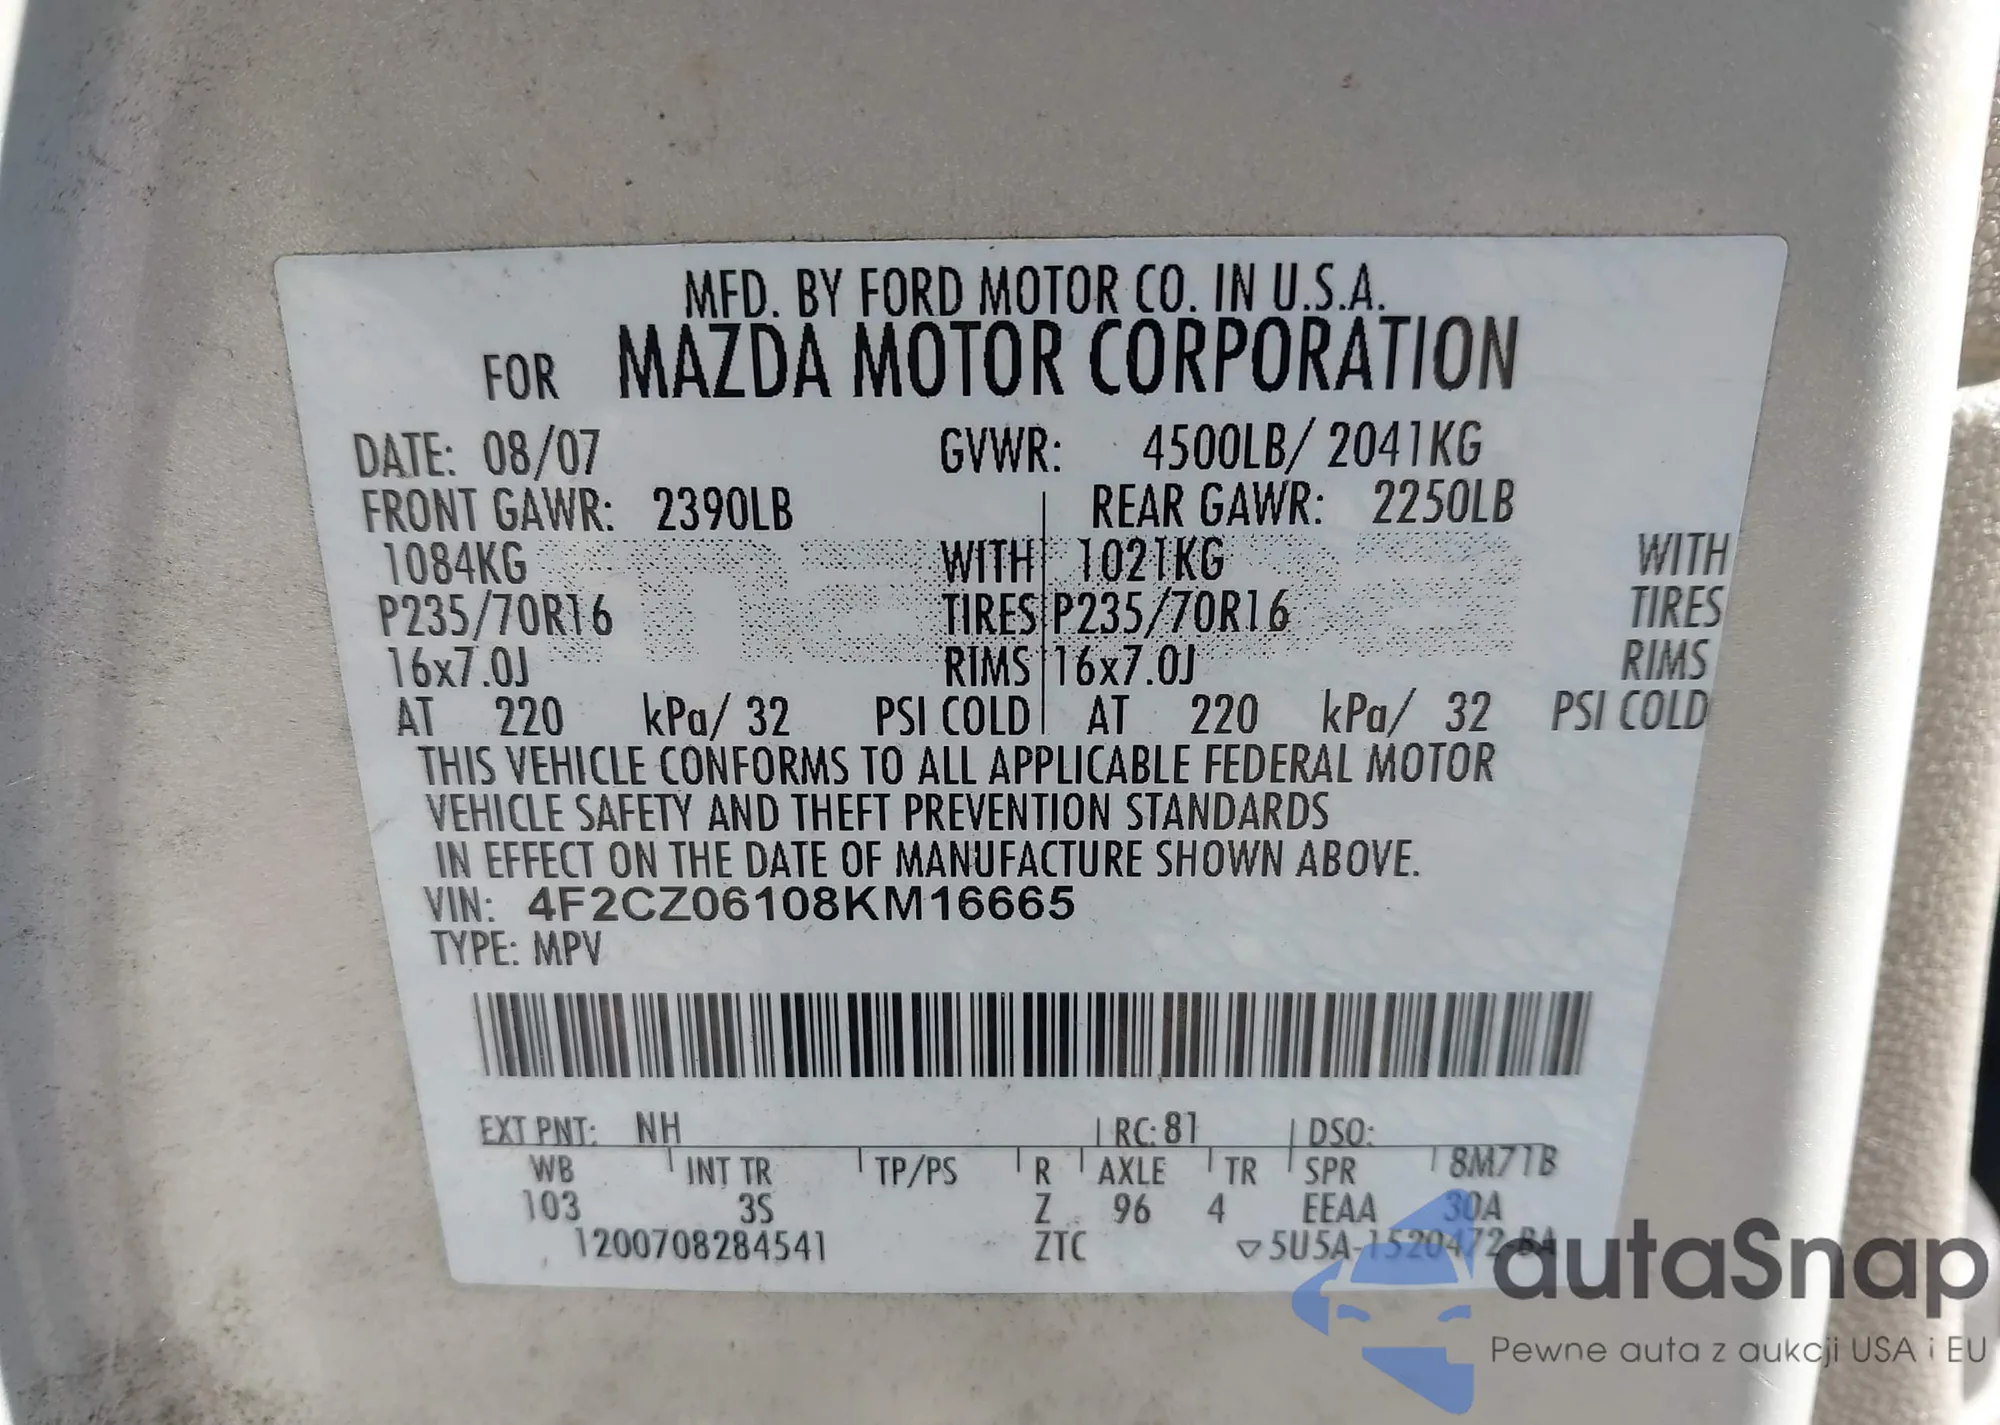 MFD. BY FORD MOTOR CO. IN U.S.A.
FOR MAZDA MOTOR CORPORATION
DATE: 08/07 GVWR: 4500LB/ 2041KG
FRONT GAWR: 2390LB REAR GAWR: 2250LB
1084KG WITH 1021KG WITH
P235/70R16 TIRES P235/70R16 TIRES
16x7.0J RIMS 16x7.0J RIMS
AT 220 kPa/ 32 PSI COLD AT 220 kPa/ 32 PSI COLD
THIS VEHICLE CONFORMS TO ALL APPLICABLE FEDERAL MOTOR
VEHICLE SAFETY AND THEFT PREVENTION STANDARDS
IN EFFECT ON THE DATE OF MANUFACTURE SHOWN ABOVE.
VIN: 4F2CZ06108KM16665
TYPE: MPV
EXT PNT: NH RC: 81 DSO:
WB INT TR TP/PS R AXLE TR SPR 8M71B
103 3S Z 96 4 EEAA 30A
1200708284541 ZTC ▽5U5A-1520472-BA
autaSnap
Pewne auta z aukcji USA i EU